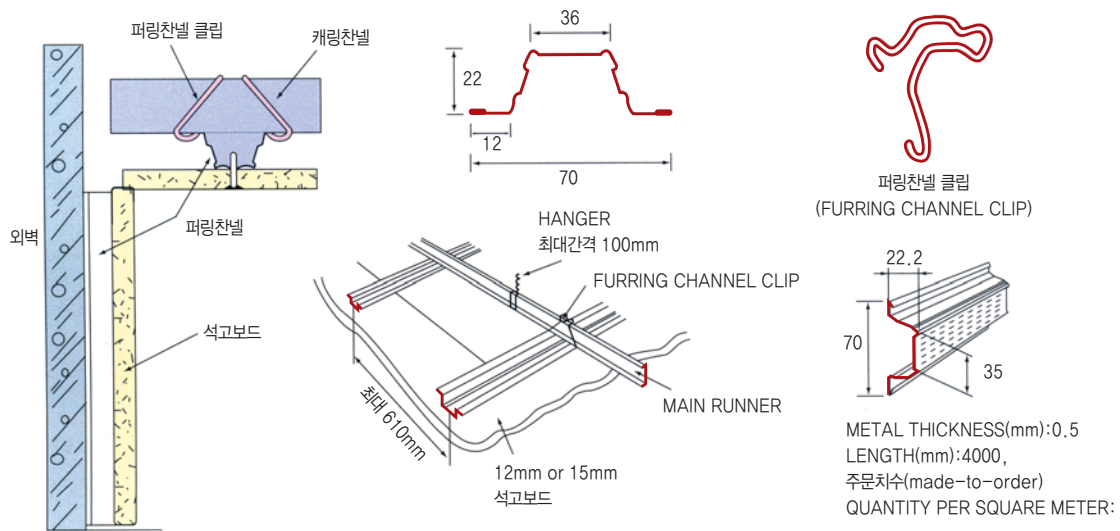 퍼링찬넬 클립
캐링찬넬
외벽
퍼링찬넬
석고보드
36
22
12
70
퍼링찬넬 클립
(FURRING CHANNEL CLIP)
HANGER
최대간격 100mm
FURRING CHANNEL CLIP
MAIN RUNNER
최대 610mm
12mm or 15mm
석고보드
22.2
70
35
METAL THICKNESS(mm):0.5
LENGTH(mm):4000,
주문치수(made-to-order)
QUANTITY PER SQUARE METER: